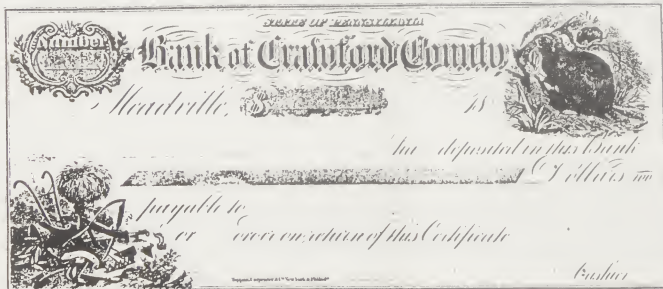 STATE OF PENNSYLVANIA
Number
Bank of Crawford County
Meadville, $ 18
has deposited in this Bank
Dollars
payable to
or order on return of this Certificate
Cashier